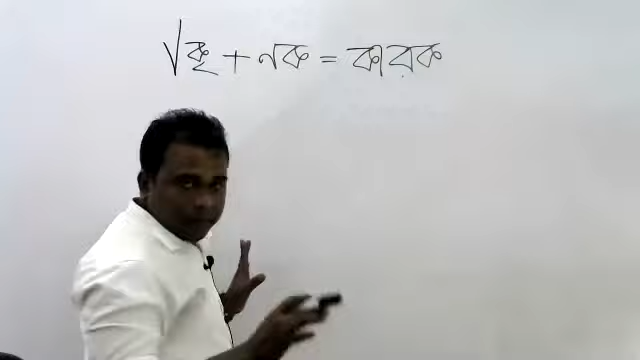 √কৃ + ণক = কারক